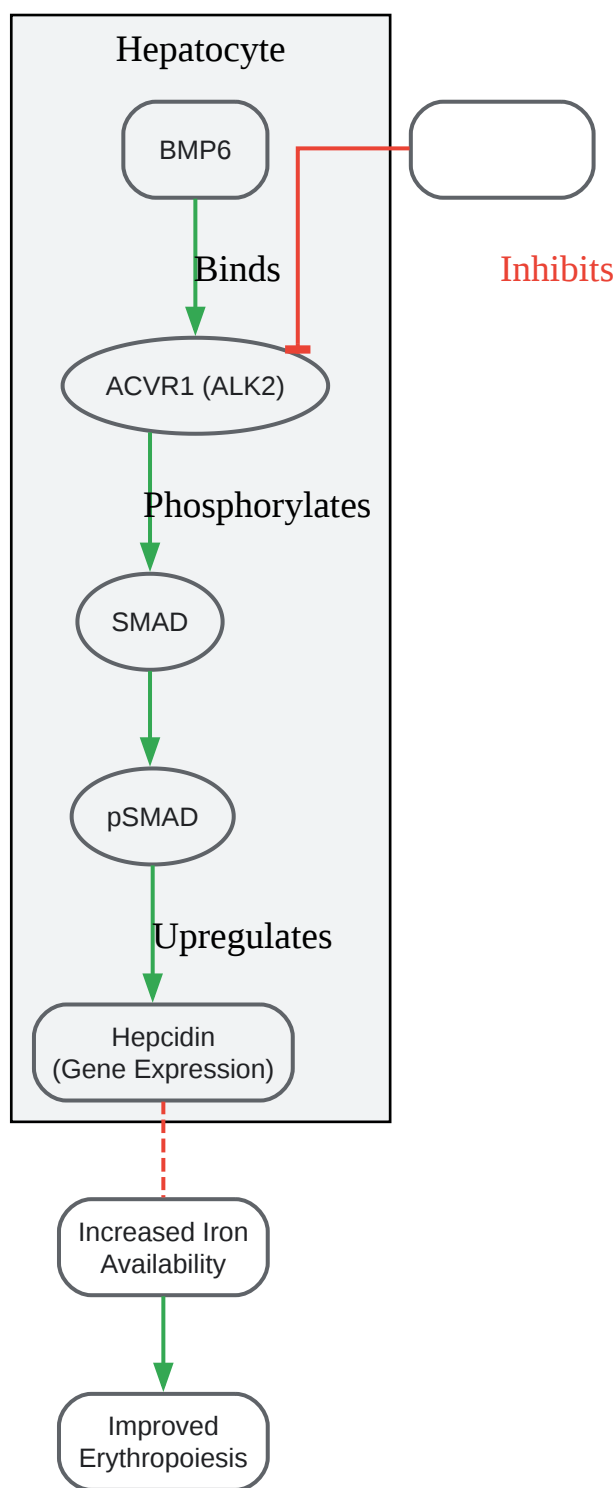 Hepatocyte
BMP6
Binds
Inhibits
ACVR1 (ALK2)
Phosphorylates
SMAD
pSMAD
Upregulates
Hepcidin
(Gene Expression)
Increased Iron
Availability
Improved
Erythropoiesis